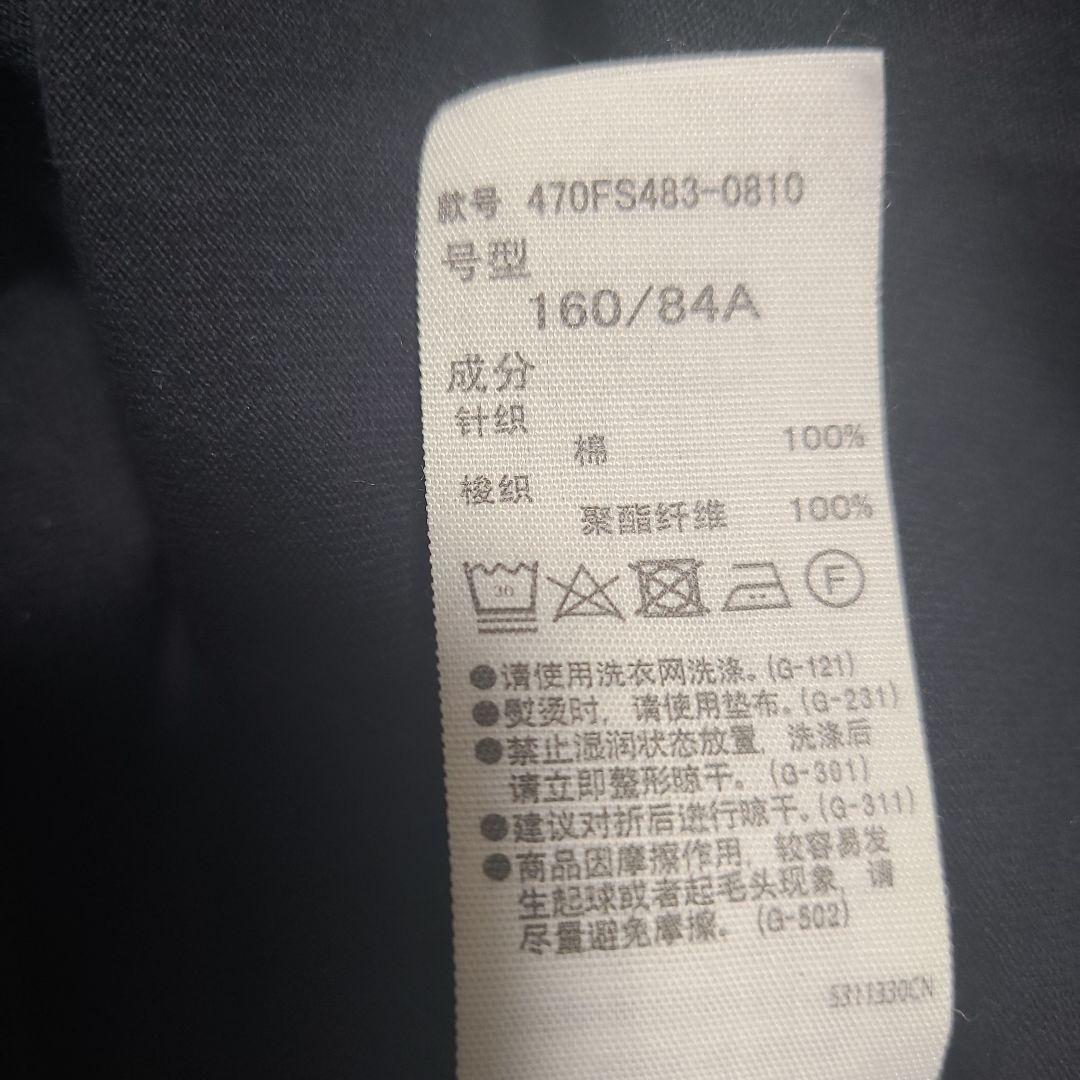 款号 470FS483-0810
号型
160/84A
成分
针织
棉 100%
梭织
聚酯纤维 100%
30
F
●请使用洗衣网洗涤。(G-121)
●熨烫时，请使用垫布。(G-231)
●禁止湿润状态放置，洗涤后
请立即整形晾干。(G-301)
●建议对折后进行晾干。(G-311)
●商品因摩擦作用，较容易发
生起球或者起毛头现象，请
尽量避免摩擦。(G-502)
5311330CN